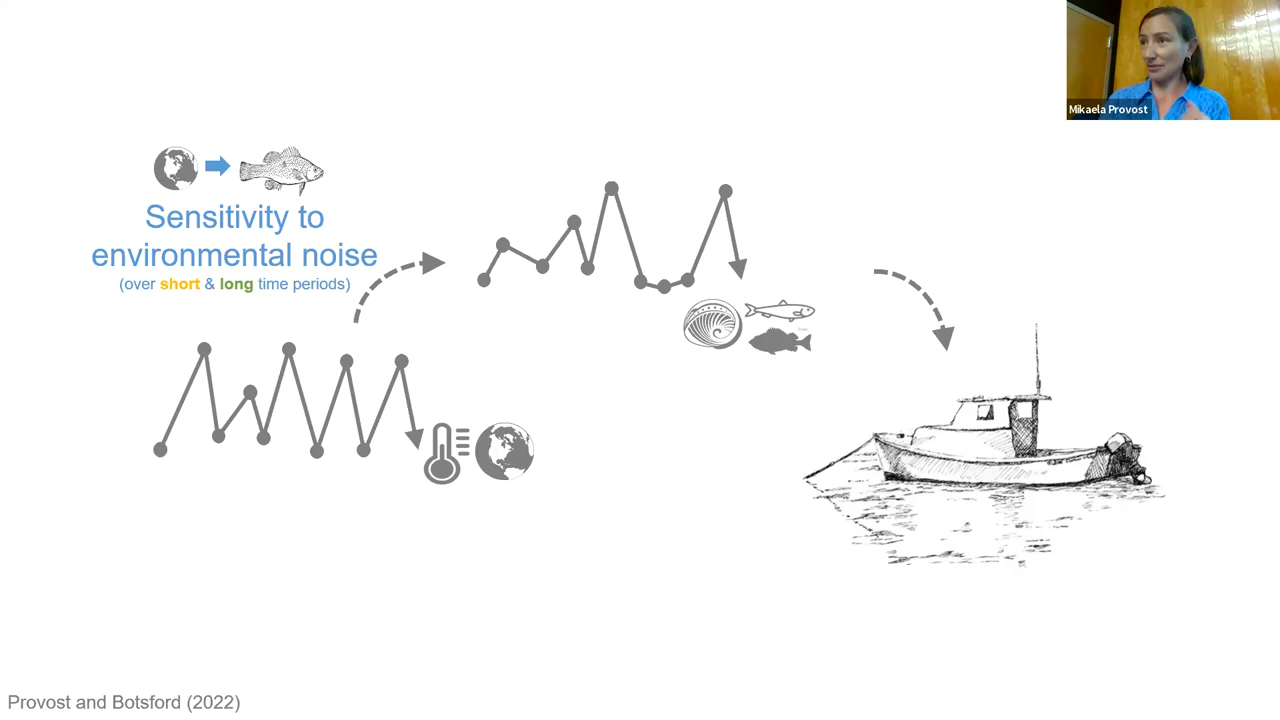 Mikaela Provost
Sensitivity to
environmental noise
(over short & long time periods)
Provost and Botsford (2022)